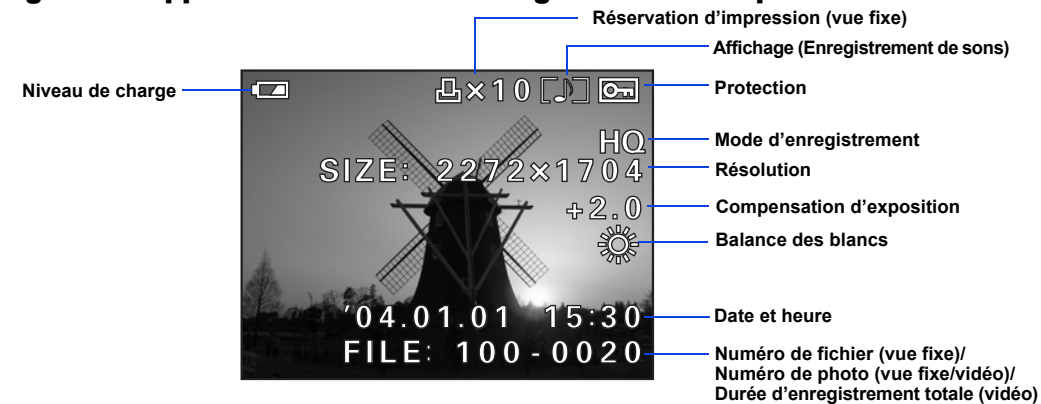 Réservation d'impression (vue fixe)
Affichage (Enregistrement de sons)
Niveau de charge
×10
Protection
HQ
Mode d'enregistrement
SIZE: 2272×1704
Résolution
+2.0
Compensation d'exposition
Balance des blancs
'04.01.01 15:30
Date et heure
FILE: 100-0020
Numéro de fichier (vue fixe)/
Numéro de photo (vue fixe/vidéo)/
Durée d'enregistrement totale (vidéo)